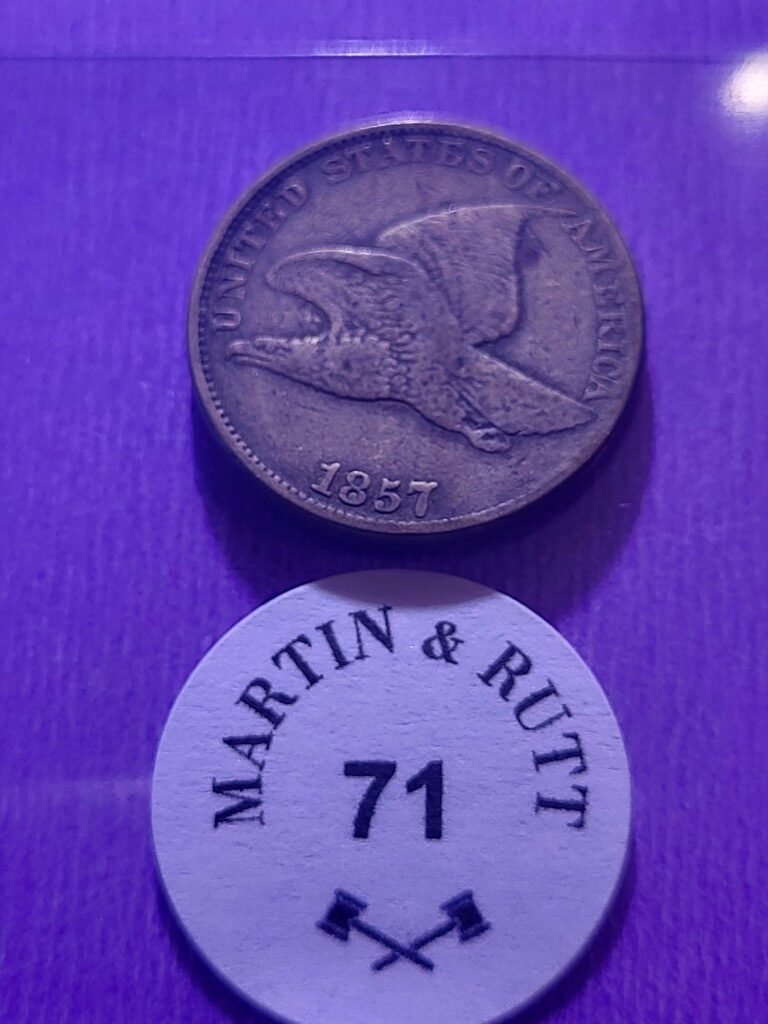 UNITED STATES OF AMERICA
1857
MARTIN & RUTT
71